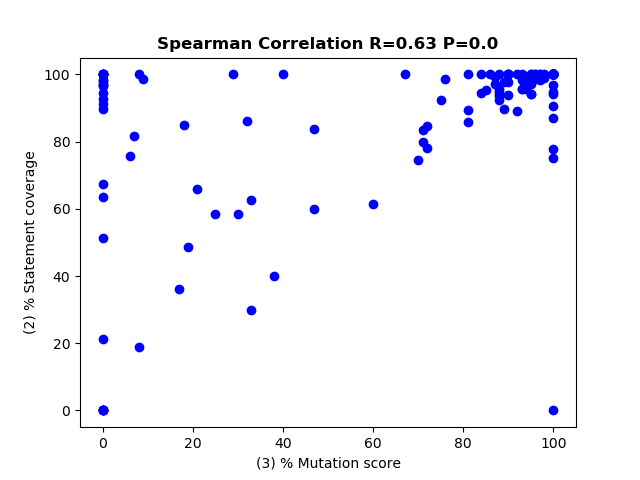 Spearman Correlation R=0.63 P=0.0
100
80
60
40
20
0
(2) % Statement coverage
0 20 40 60 80 100
(3) % Mutation score